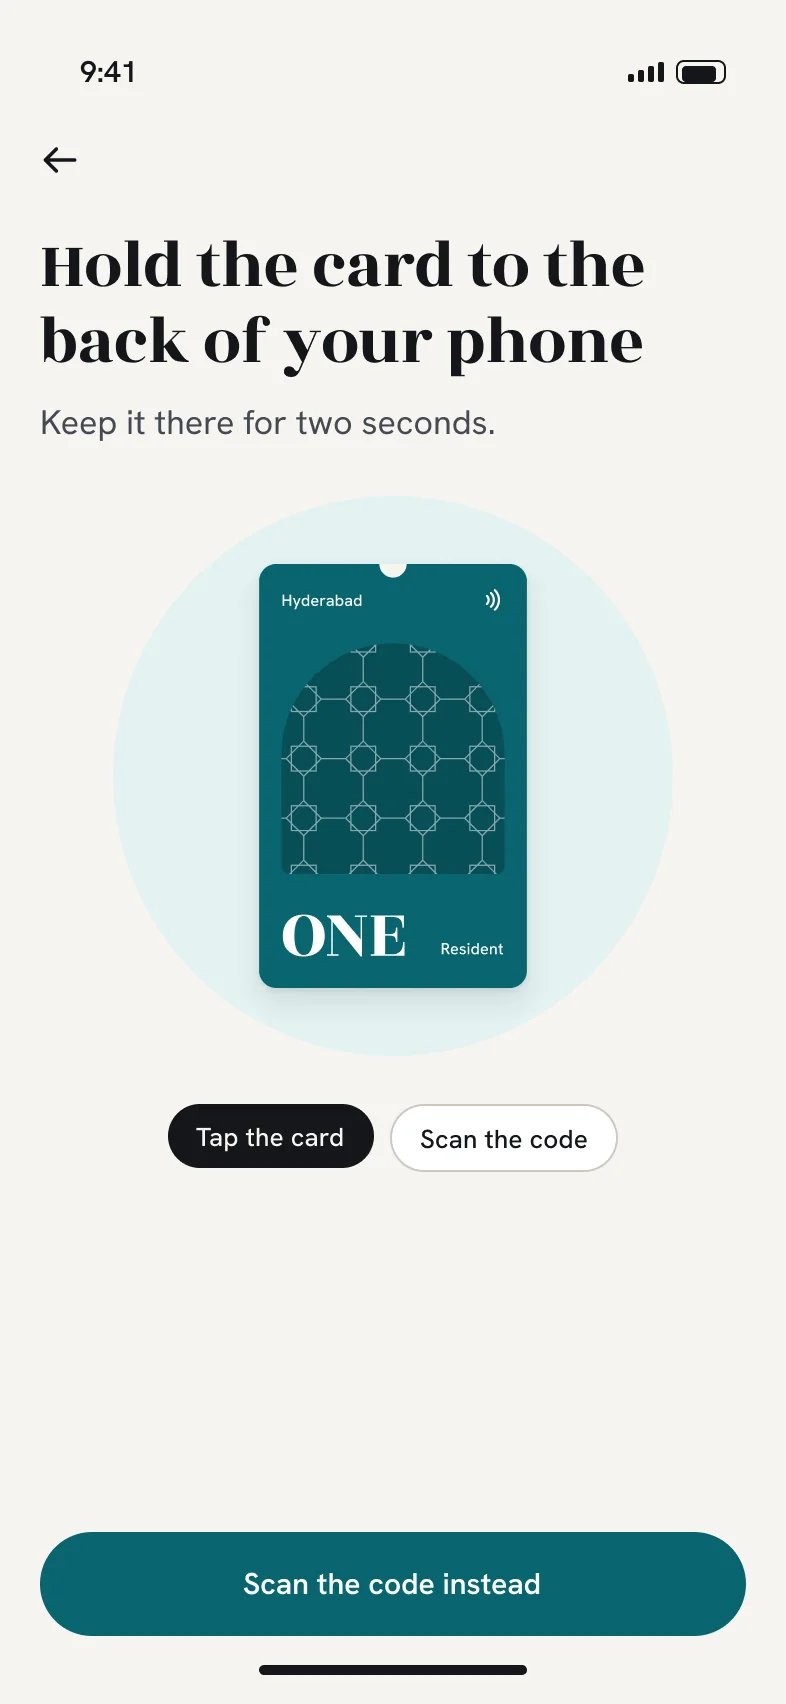 9:41
Hold the card to the
back of your phone
Keep it there for two seconds.
Hyderabad
ONE
Resident
Tap the card
Scan the code
Scan the code instead